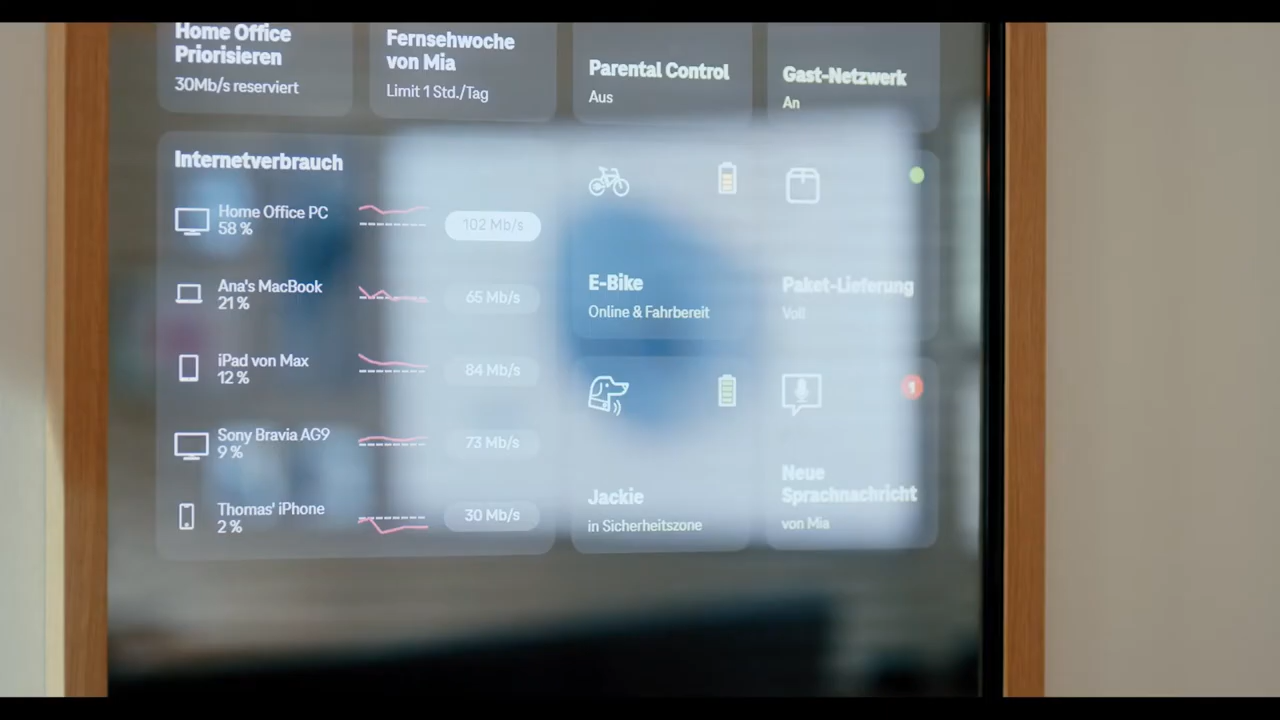 Home Office
Priorisieren
30Mb/s reserviert
Fernsehwoche
von Mia
Limit 1 Std./Tag
Parental Control
Aus
Gast-Netzwerk
An
Internetverbrauch
Home Office PC
58 %
102 Mb/s
Ana's MacBook
21 %
65 Mb/s
iPad von Max
12 %
84 Mb/s
Sony Bravia AG9
9 %
73 Mb/s
Thomas' iPhone
2 %
30 Mb/s
E-Bike
Online & Fahrbereit
Paket-Lieferung
Voll
Jackie
in Sicherheitszone
1
Neue
Sprachnachricht
von Mia